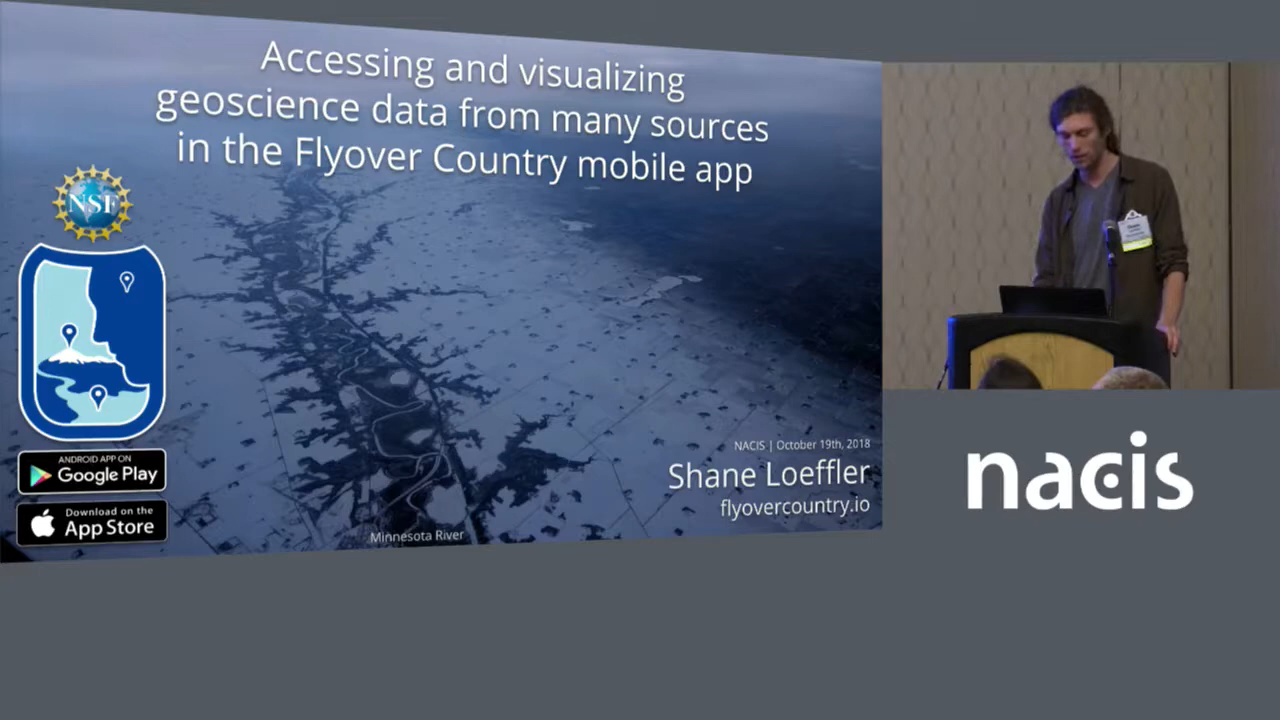 Accessing and visualizing
geoscience data from many sources
in the Flyover Country mobile app
NSF
ANDROID APP ON
Google Play
Download on the
App Store
Minnesota River
NACIS | October 19th, 2018
Shane Loeffler
flyovercountry.io
nacis